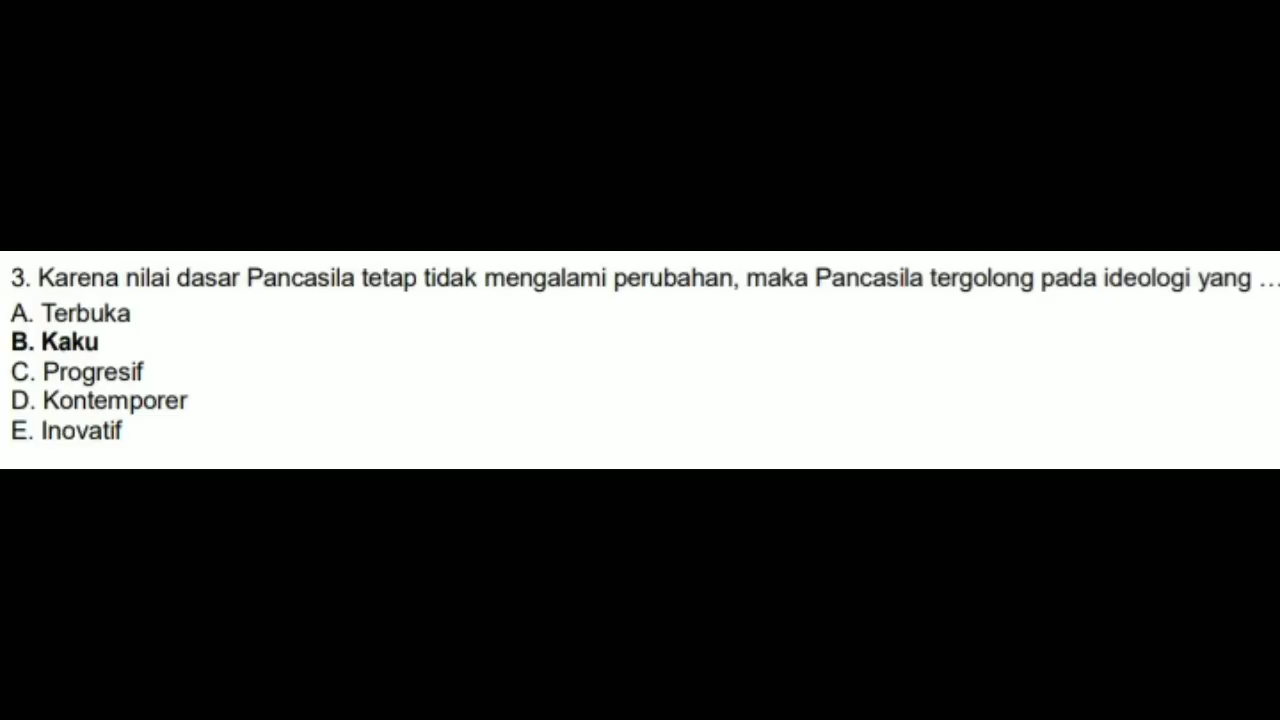 3. Karena nilai dasar Pancasila tetap tidak mengalami perubahan, maka Pancasila tergolong pada ideologi yang ...
A. Terbuka
B. Kaku
C. Progresif
D. Kontemporer
E. Inovatif